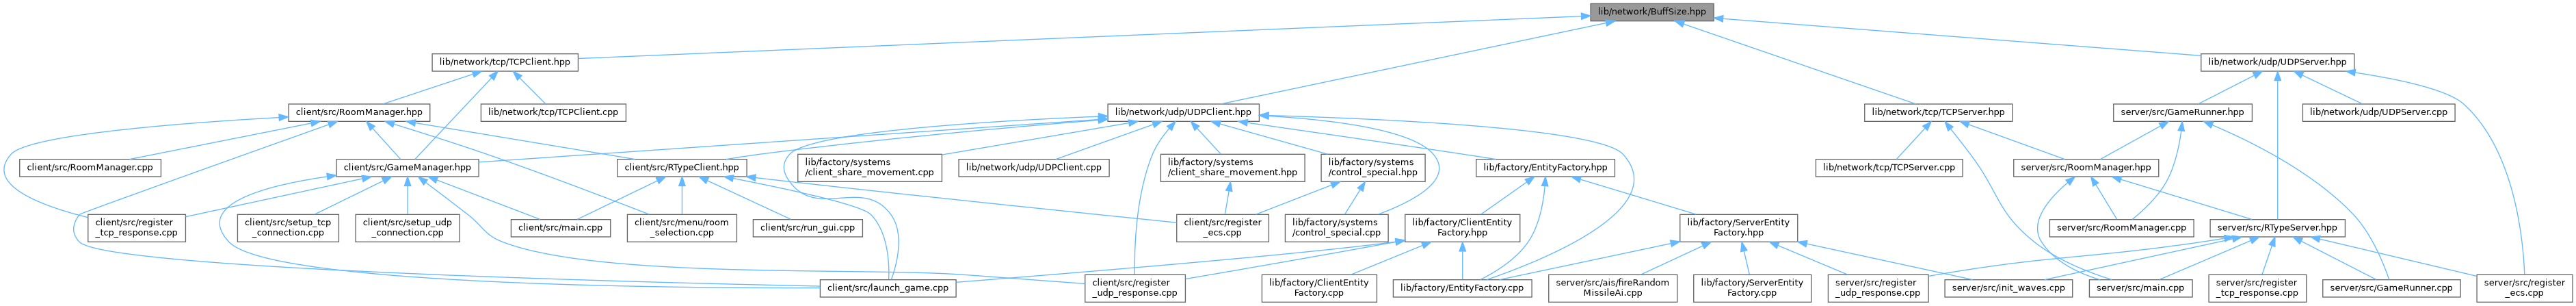 lib/network/BuffSize.hpp
lib/network/tcp/TCPClient.hpp
lib/network/udp/UDPServer.hpp
client/src/RoomManager.hpp
lib/network/tcp/TCPClient.cpp
lib/network/udp/UDPClient.hpp
lib/network/tcp/TCPServer.hpp
server/src/GameRunner.hpp
lib/network/udp/UDPServer.cpp
client/src/RoomManager.cpp
client/src/GameManager.hpp
client/src/RTypeClient.hpp
lib/factory/systems
/client_share_movement.cpp
lib/network/udp/UDPClient.cpp
lib/factory/systems
/client_share_movement.hpp
lib/factory/systems
/control_special.hpp
lib/factory/EntityFactory.hpp
lib/network/tcp/TCPServer.cpp
server/src/RoomManager.hpp
client/src/register
_tcp_response.cpp
client/src/setup_tcp
_connection.cpp
client/src/setup_udp
_connection.cpp
client/src/main.cpp
client/src/menu/room
_selection.cpp
client/src/run_gui.cpp
client/src/register
_ecs.cpp
lib/factory/systems
/control_special.cpp
lib/factory/ClientEntity
Factory.hpp
lib/factory/ServerEntity
Factory.hpp
server/src/RoomManager.cpp
server/src/RTypeServer.hpp
client/src/launch_game.cpp
client/src/register
_udp_response.cpp
lib/factory/ClientEntity
Factory.cpp
lib/factory/EntityFactory.cpp
server/src/ais/fireRandom
MissileAi.cpp
lib/factory/ServerEntity
Factory.cpp
server/src/register
_udp_response.cpp
server/src/init_waves.cpp
server/src/main.cpp
server/src/register
_tcp_response.cpp
server/src/GameRunner.cpp
server/src/register
_ecs.cpp